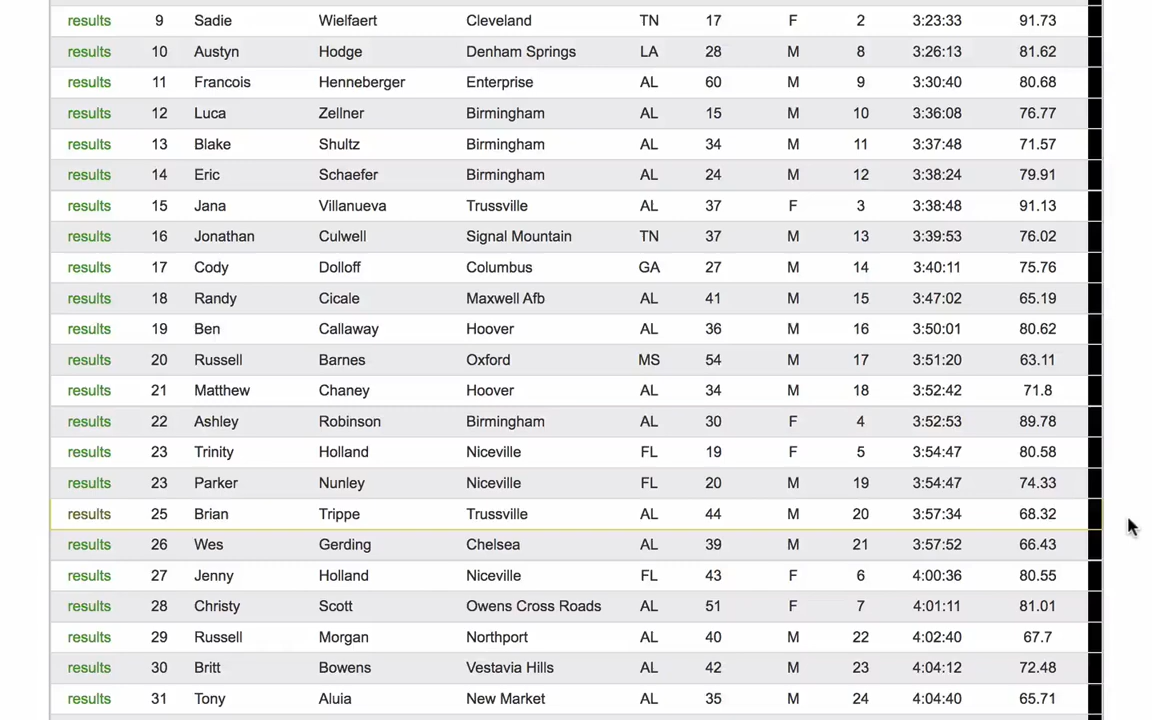 results 9 Sadie Wielfaert Cleveland TN 17 F 2 3:23:33 91.73
results 10 Austyn Hodge Denham Springs LA 28 M 8 3:26:13 81.62
results 11 Francois Henneberger Enterprise AL 60 M 9 3:30:40 80.68
results 12 Luca Zellner Birmingham AL 15 M 10 3:36:08 76.77
results 13 Blake Shultz Birmingham AL 34 M 11 3:37:48 71.57
results 14 Eric Schaefer Birmingham AL 24 M 12 3:38:24 79.91
results 15 Jana Villanueva Trussville AL 37 F 3 3:38:48 91.13
results 16 Jonathan Culwell Signal Mountain TN 37 M 13 3:39:53 76.02
results 17 Cody Dolloff Columbus GA 27 M 14 3:40:11 75.76
results 18 Randy Cicale Maxwell Afb AL 41 M 15 3:47:02 65.19
results 19 Ben Callaway Hoover AL 36 M 16 3:50:01 80.62
results 20 Russell Barnes Oxford MS 54 M 17 3:51:20 63.11
results 21 Matthew Chaney Hoover AL 34 M 18 3:52:42 71.8
results 22 Ashley Robinson Birmingham AL 30 F 4 3:52:53 89.78
results 23 Trinity Holland Niceville FL 19 F 5 3:54:47 80.58
results 23 Parker Nunley Niceville FL 20 M 19 3:54:47 74.33
results 25 Brian Trippe Trussville AL 44 M 20 3:57:34 68.32
results 26 Wes Gerding Chelsea AL 39 M 21 3:57:52 66.43
results 27 Jenny Holland Niceville FL 43 F 6 4:00:36 80.55
results 28 Christy Scott Owens Cross Roads AL 51 F 7 4:01:11 81.01
results 29 Russell Morgan Northport AL 40 M 22 4:02:40 67.7
results 30 Britt Bowens Vestavia Hills AL 42 M 23 4:04:12 72.48
results 31 Tony Aluia New Market AL 35 M 24 4:04:40 65.71